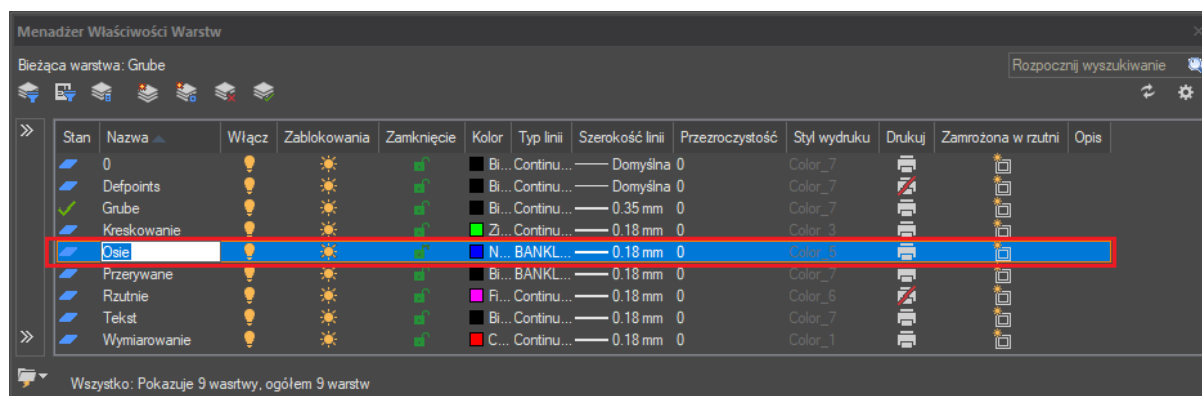 Menadżer Właściwości Warstw
Bieżąca warstwa: Grube
Rozpocznij wyszukiwanie
Stan Nazwa Włącz Zablokowania Zamknięcie Kolor Typ linii Szerokość linii Przezroczystość Styl wydruku Drukuj Zamrożona w rzutni Opis
0 Bi... Continu... Domyślna 0 Color_7
Defpoints Bi... Continu... Domyślna 0 Color_7
Grube Bi... Continu... 0.35 mm 0 Color_7
Kreskowanie Zi... Continu... 0.18 mm 0 Color_3
Osie N... BANKL... 0.18 mm 0 Color_5
Przerywane Bi... BANKL... 0.18 mm 0 Color_7
Rzutnie Fi... Continu... 0.18 mm 0 Color_6
Tekst Bi... Continu... 0.18 mm 0 Color_7
Wymiarowanie C... Continu... 0.18 mm 0 Color_1
Wszystko: Pokazuje 9 wasrtwy, ogółem 9 warstw